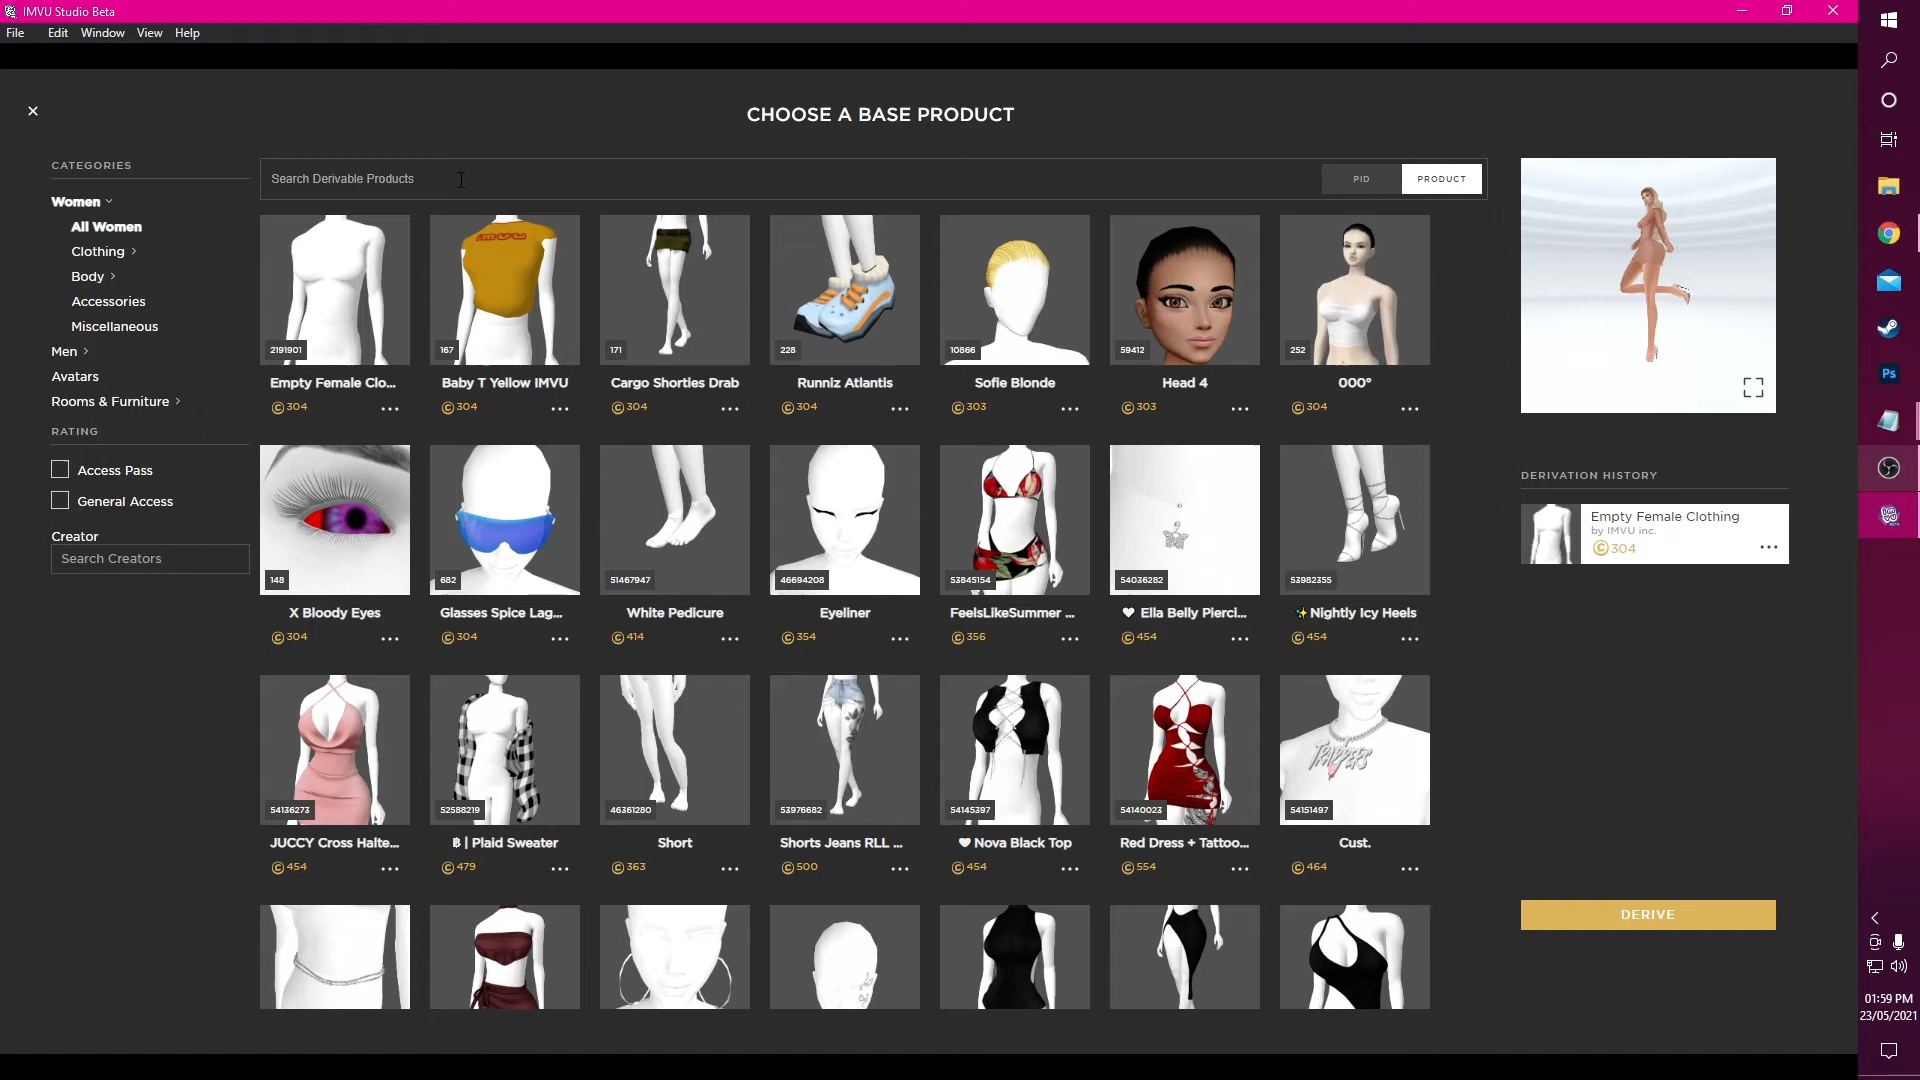 IMVU Studio Beta
File Edit Window View Help
CHOOSE A BASE PRODUCT
CATEGORIES
Women
All Women
Clothing
Body
Accessories
Miscellaneous
Men
Avatars
Rooms & Furniture
RATING
Access Pass
General Access
Creator
Search Creators
Search Derivable Products
PID PRODUCT
2191901 167 171 228 10866 59412 252
Empty Female Clo... Baby T Yellow IMVU Cargo Shorties Drab Runniz Atlantis Sofie Blonde Head 4 000°
304 304 304 304 303 303 304
148 682 51467947 46694208 53845154 54036282 53982355
X Bloody Eyes Glasses Spice Lag... White Pedicure Eyeliner FeelsLikeSummer ... ♥ Ella Belly Pierci... ✨Nightly Icy Heels
304 304 414 354 356 454 454
54136273 52588219 46361280 53976682 54145397 54140023 54151497
JUCCY Cross Halte... ฿ | Plaid Sweater Short Shorts Jeans RLL ... ♥ Nova Black Top Red Dress + Tattoo... Cust.
454 479 363 500 454 554 464
DERIVATION HISTORY
Empty Female Clothing
by IMVU inc.
304
DERIVE
Ps
01:59 PM
23/05/2021